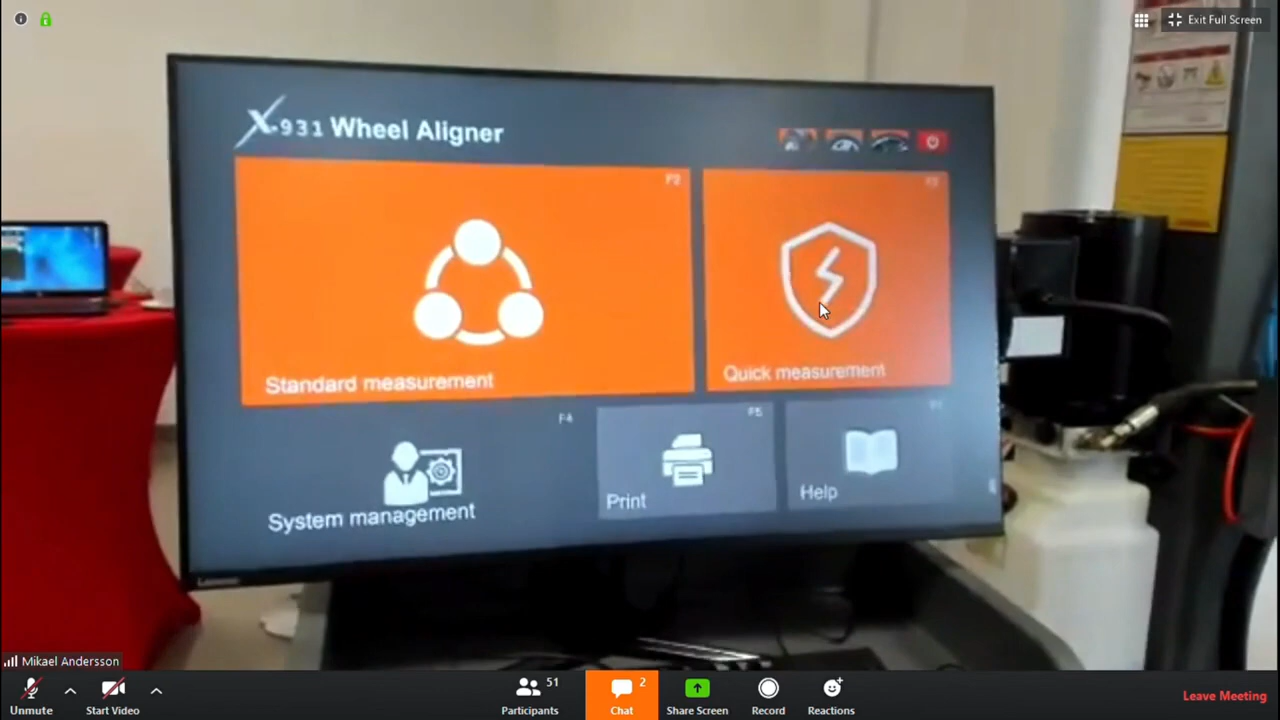 Exit Full Screen
X-931 Wheel Aligner
F2
Standard measurement
Quick measurement
F4
System management
F5
Print
Help
Lenovo
Mikael Andersson
Unmute
Start Video
51
Participants
2
Chat
Share Screen
Record
Reactions
Leave Meeting